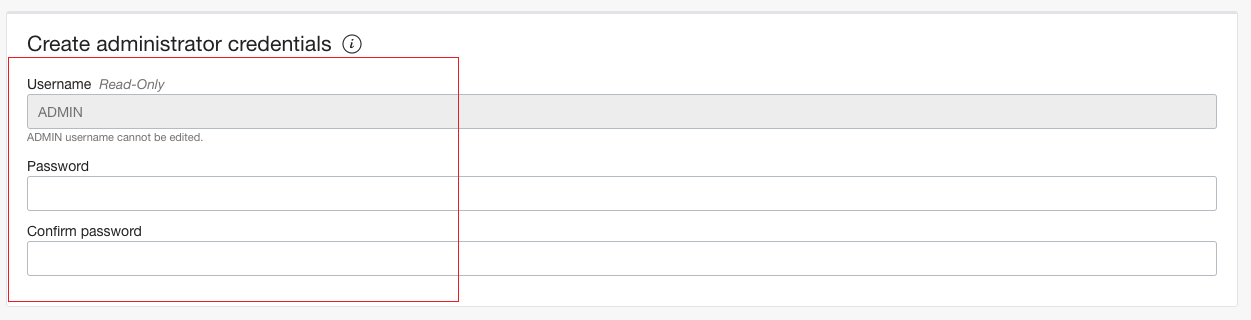 Create administrator credentials i
Username Read-Only
ADMIN
ADMIN username cannot be edited.
Password
Confirm password